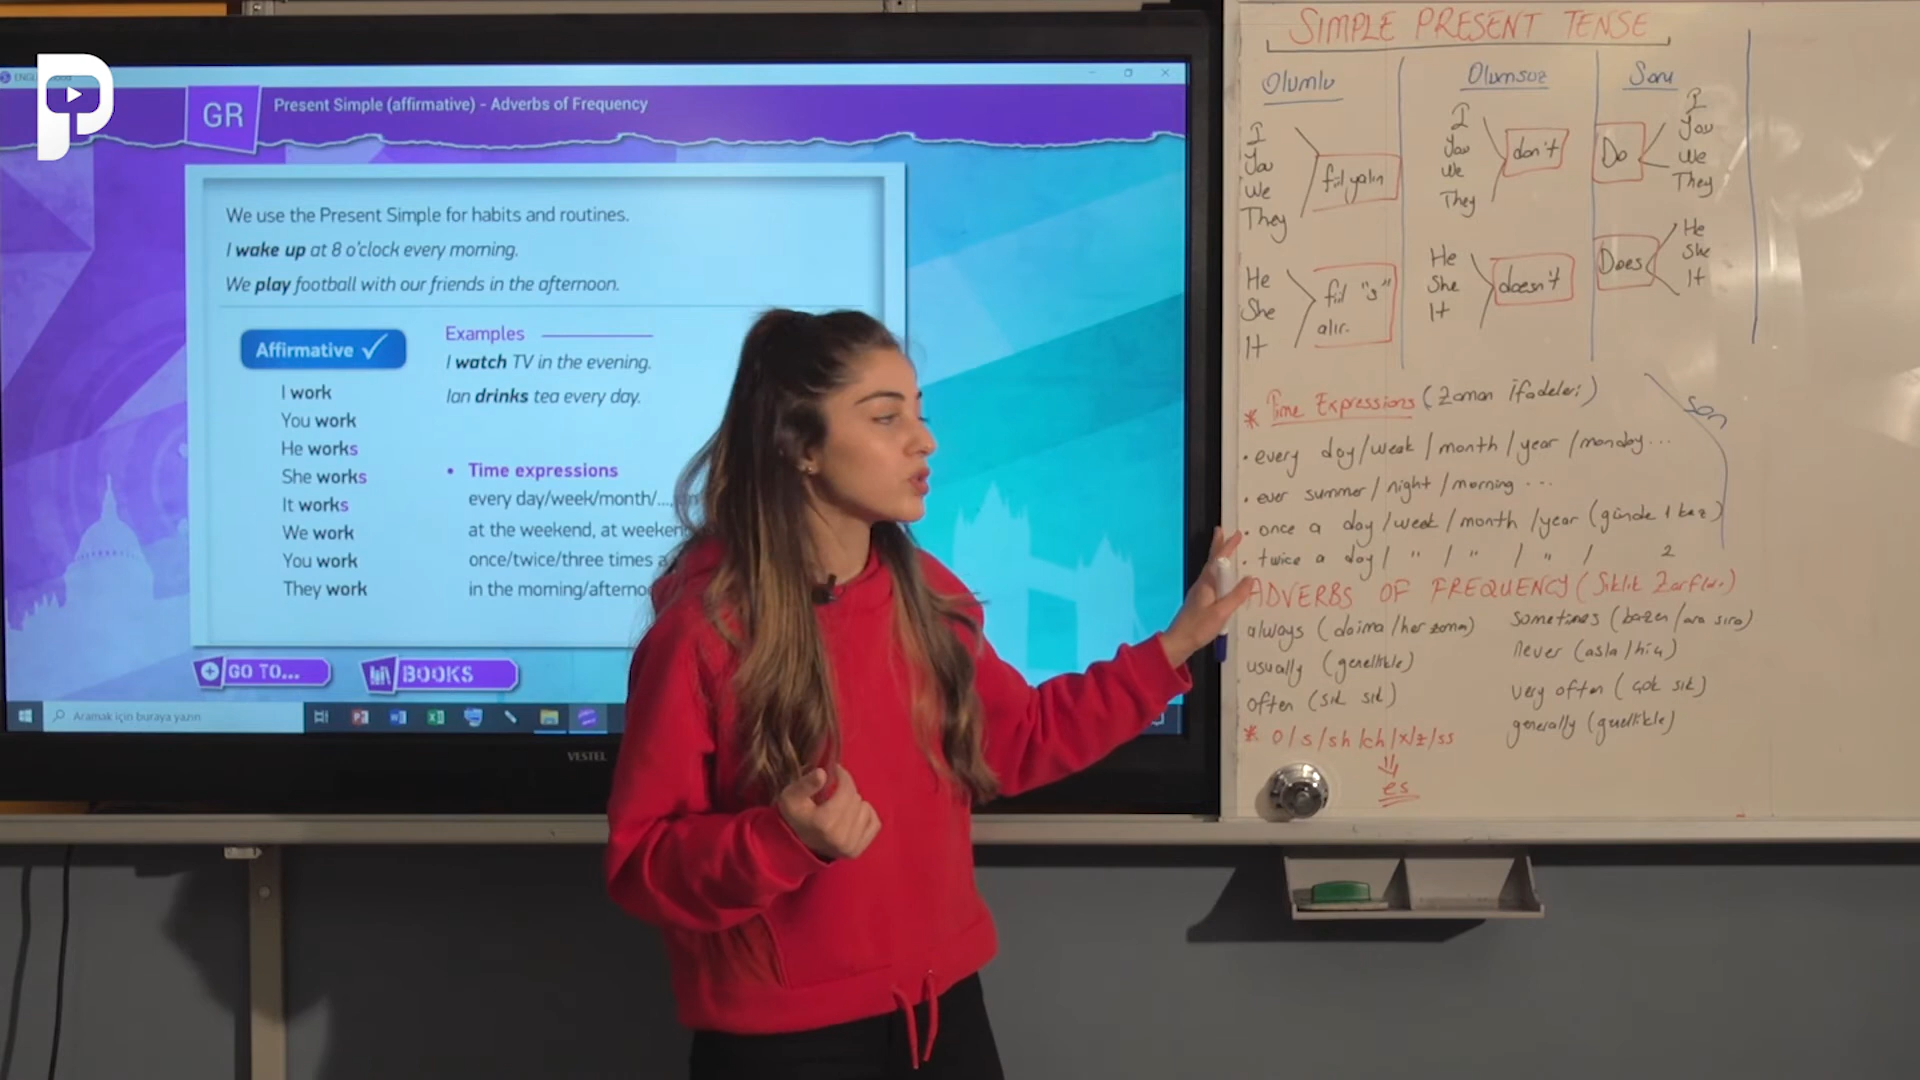 GR
Present Simple (affirmative) - Adverbs of Frequency
We use the Present Simple for habits and routines.
I wake up at 8 o'clock every morning.
We play football with our friends in the afternoon.
Affirmative ✓
I work
You work
He works
She works
It works
We work
You work
They work
Examples
I watch TV in the evening.
Ian drinks tea every day.
• Time expressions
every day/week/month/...,
at the weekend, at weeken
once/twice/three times a
in the morning/afterno
GO TO...
BOOKS
Aramak için buraya yazın
VESTEL
SIMPLE PRESENT TENSE
Olumlu
I
You
We
They
fiil yalın
He
She
It
fiil "s"
alır.
Olumsuz
I
You
We
They
don't
He
She
It
doesn't
Soru
Do
I
You
We
They
Does
He
She
It
* Time Expressions (Zaman İfadeleri)
son
• every day/week/month/year/monday...
• ever summer/night/morning...
• once a day/week/month/year (günde 1 kez)
• twice a day/ " / " / " / 2
ADVERBS OF FREQUENCY (Sıklık Zarfları)
always (daima/her zaman)
usually (genellikle)
often (sık sık)
sometimes (bazen/ara sıra)
never (asla/hiç)
very often (çok sık)
generally (genellikle)
* o/s/sh/ch/x/z/ss
es